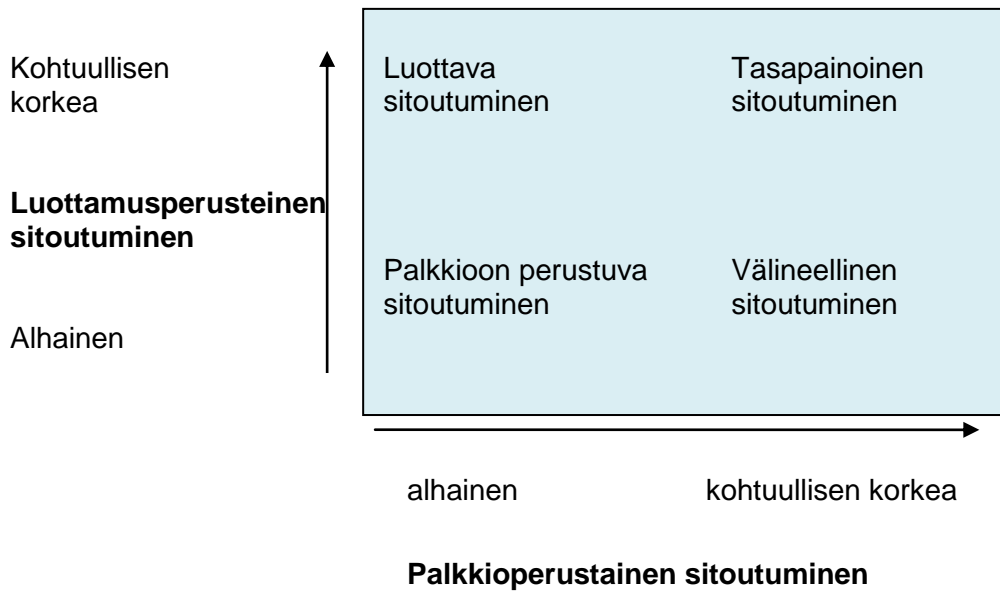 Kohtuullisen
korkea
Luottava
sitoutuminen
Tasapainoinen
sitoutuminen
Luottamusperusteinen
sitoutuminen
Palkkioon perustuva
sitoutuminen
Välineellinen
sitoutuminen
Alhainen
alhainen
kohtuullisen korkea
Palkkioperustainen sitoutuminen